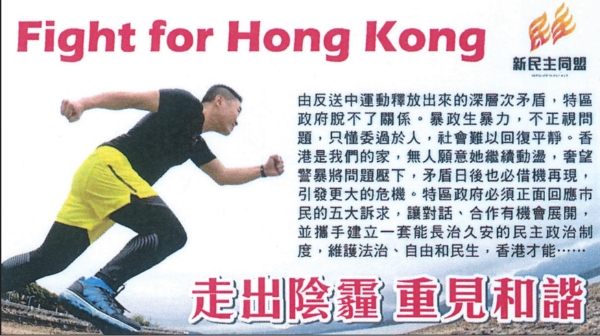 Fight for Hong Kong
民主
新民主同盟
由反送中運動釋放出來的深層次矛盾，特區
政府脫不了關係。暴政生暴力，不正視問
題，只懂委過於人，社會難以回復平靜。香
港是我們的家，無人願意她繼續動盪，奢望
警暴將問題壓下，矛盾日後也必借機再現，
引發更大的危機。特區政府必須正面回應市
民的五大訴求，讓對話、合作有機會展開，
並攜手建立一套能長治久安的民主政治制
度，維護法治、自由和民生，香港才能……
走出陰霾 重見和諧